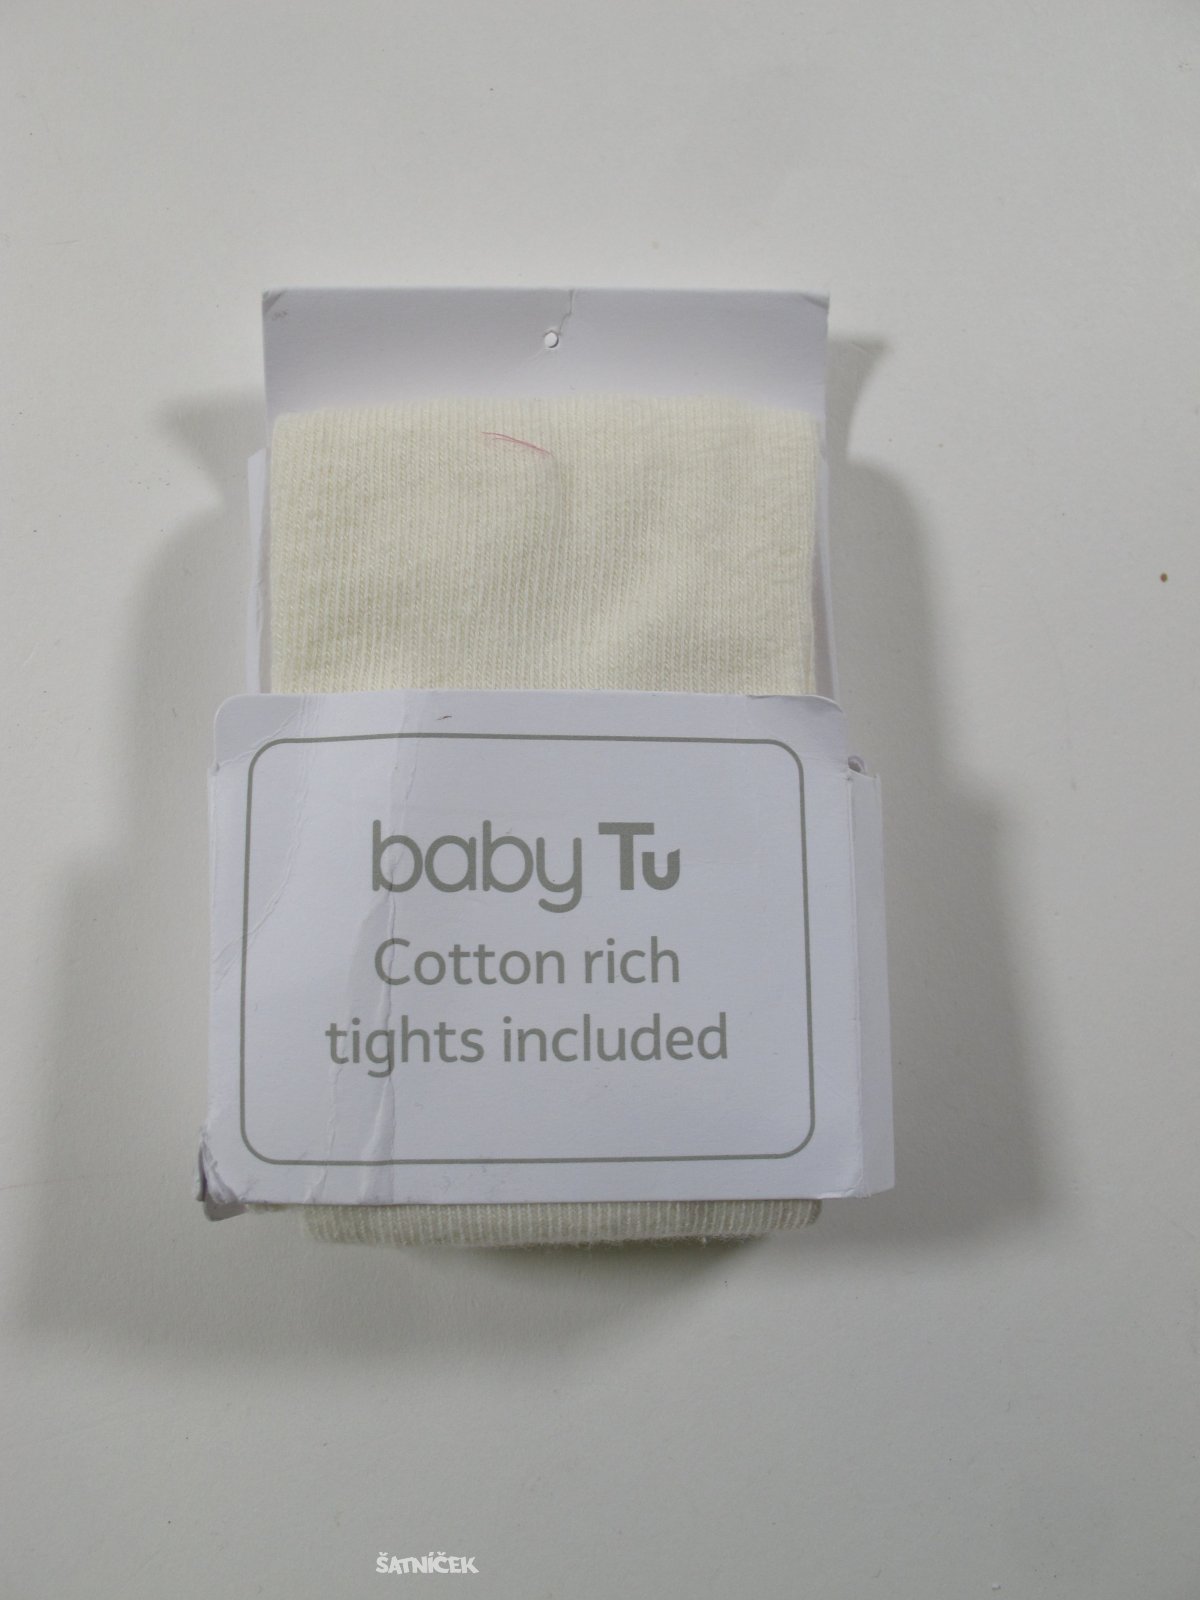 baby Tu
Cotton rich
tights included
ŠATNÍČEK